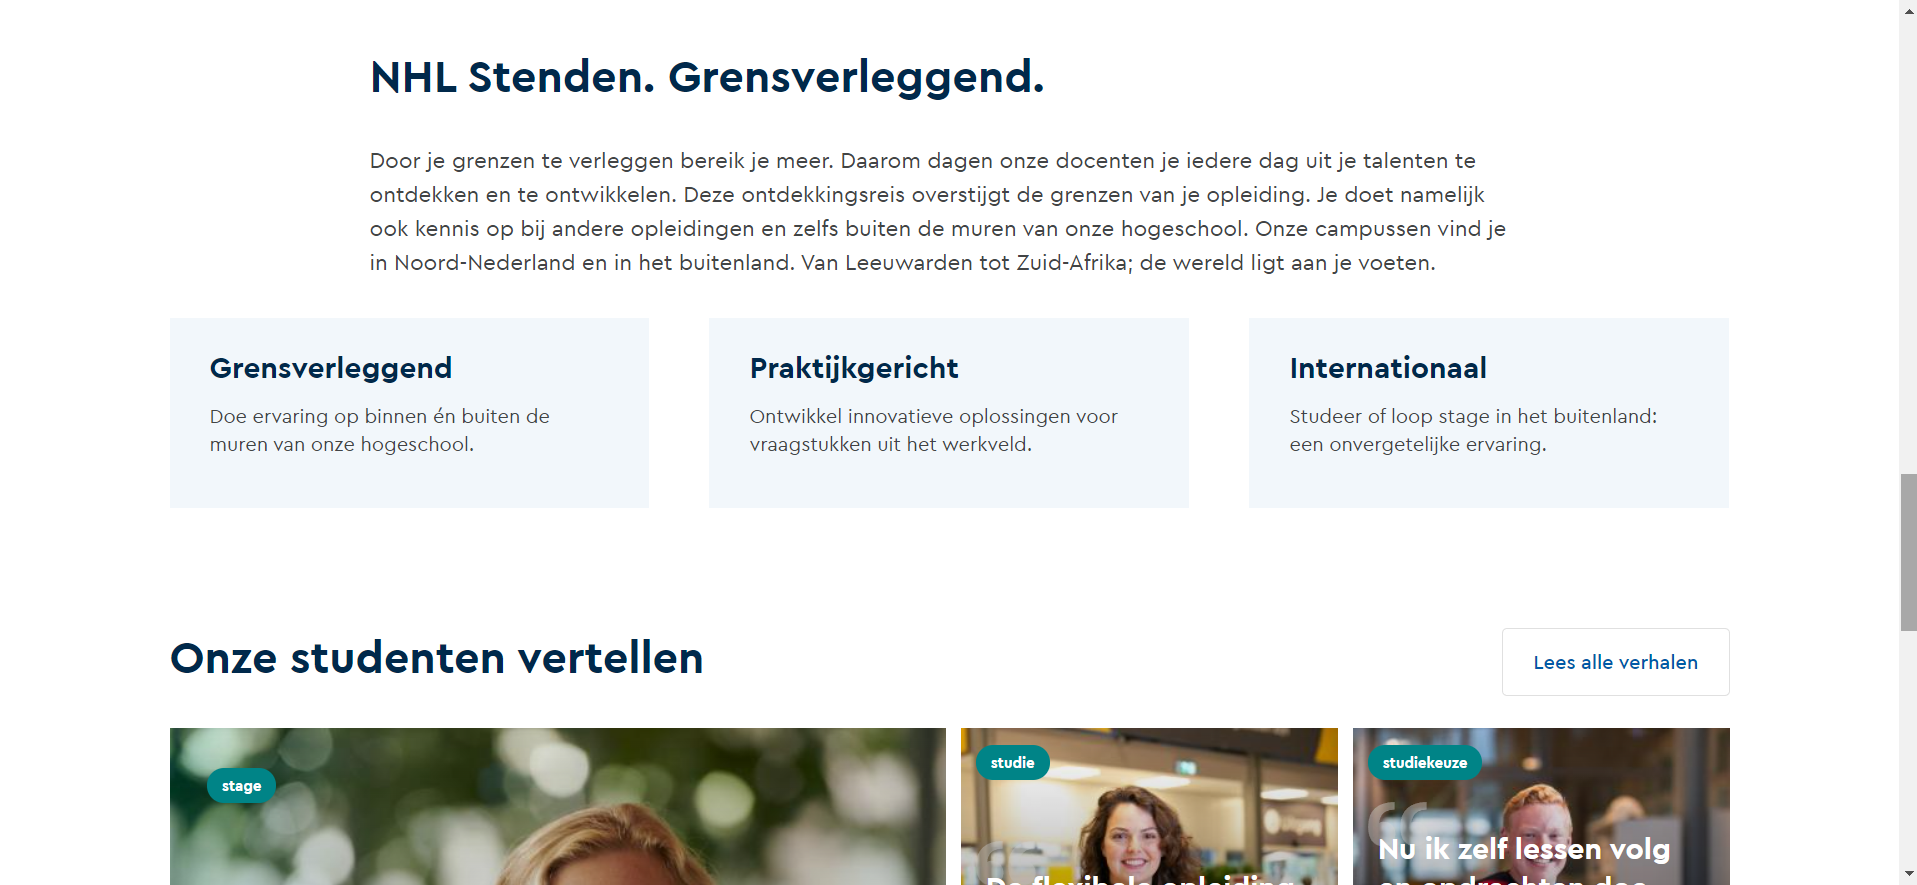 NHL Stenden. Grensverleggend.
Door je grenzen te verleggen bereik je meer. Daarom dagen onze docenten je iedere dag uit je talenten te
ontdekken en te ontwikkelen. Deze ontdekkingsreis overstijgt de grenzen van je opleiding. Je doet namelijk
ook kennis op bij andere opleidingen en zelfs buiten de muren van onze hogeschool. Onze campussen vind je
in Noord-Nederland en in het buitenland. Van Leeuwarden tot Zuid-Afrika; de wereld ligt aan je voeten.
Grensverleggend
Doe ervaring op binnen én buiten de
muren van onze hogeschool.
Praktijkgericht
Ontwikkel innovatieve oplossingen voor
vraagstukken uit het werkveld.
Internationaal
Studeer of loop stage in het buitenland:
een onvergetelijke ervaring.
Onze studenten vertellen
Lees alle verhalen
stage
studie
De flexibele opleiding
studiekeuze
Nu ik zelf lessen volg
en opdrachten doe